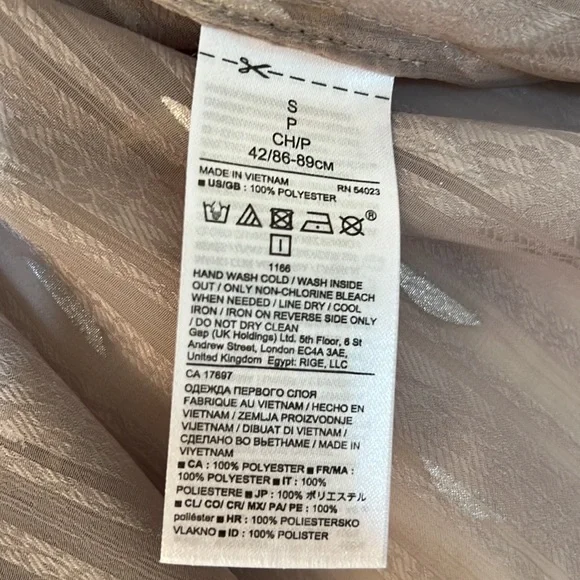 S
P
CH/P
42/86-89CM
MADE IN VIETNAM RN 54023
■ US/GB : 100% POLYESTER
®
1166
HAND WASH COLD / WASH INSIDE
OUT / ONLY NON-CHLORINE BLEACH
WHEN NEEDED / LINE DRY / COOL
IRON / IRON ON REVERSE SIDE ONLY
/ DO NOT DRY CLEAN
Gap (UK Holdings) Ltd. 5th Floor, 6 St
Andrew Street, London EC4A 3AE,
United Kingdom Egypt: RIGE, LLC
CA 17697
ОДЕЖДА ПЕРВОГО СЛОЯ
FABRIQUE AU VIETNAM / HECHO EN
VIETNAM / ZEMLJA PROIZVODNJE
VIJETNAM / DIBUAT DI VIETNAM /
СДЕЛАНО ВО ВЬЕТНАМЕ / MADE IN
VIYETNAM
■ CA : 100% POLYESTER ■ FR/MA :
100% POLYESTER ■ IT : 100%
POLIESTERE ■ JP : 100% ポリエステル
■ CL/ CO/ CR/ MX/ PA/ PE : 100%
poliéster ■ HR : 100% POLIESTERSKO
VLAKNO ■ ID : 100% POLYESTER